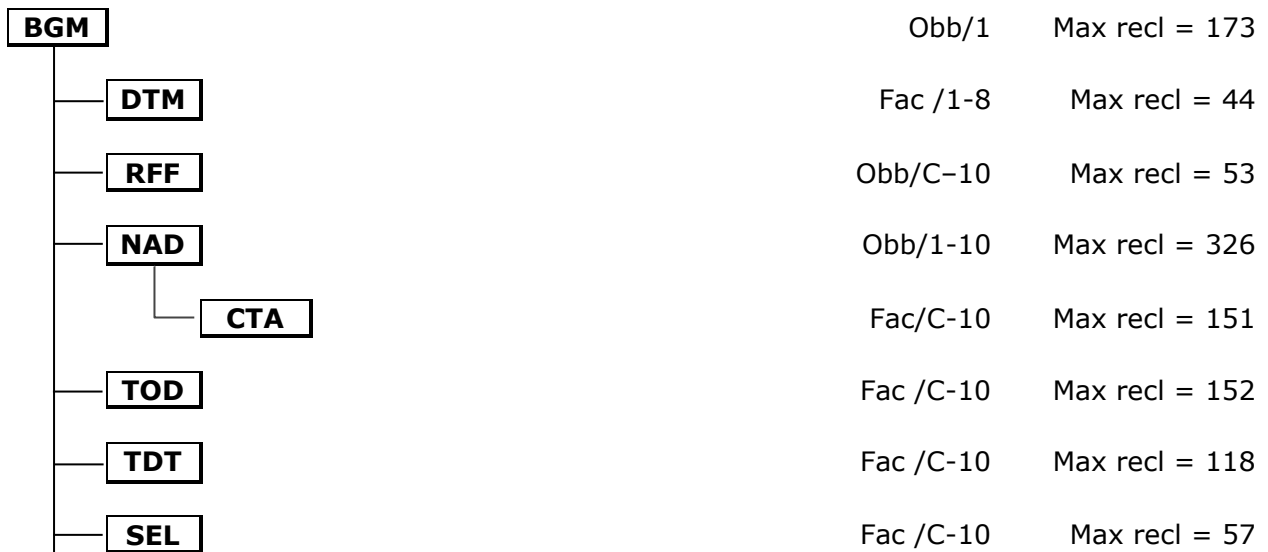 BGM Obb/1 Max recl = 173
DTM Fac /1-8 Max recl = 44
RFF Obb/C–10 Max recl = 53
NAD Obb/1-10 Max recl = 326
CTA Fac/C-10 Max recl = 151
TOD Fac /C-10 Max recl = 152
TDT Fac /C-10 Max recl = 118
SEL Fac /C-10 Max recl = 57